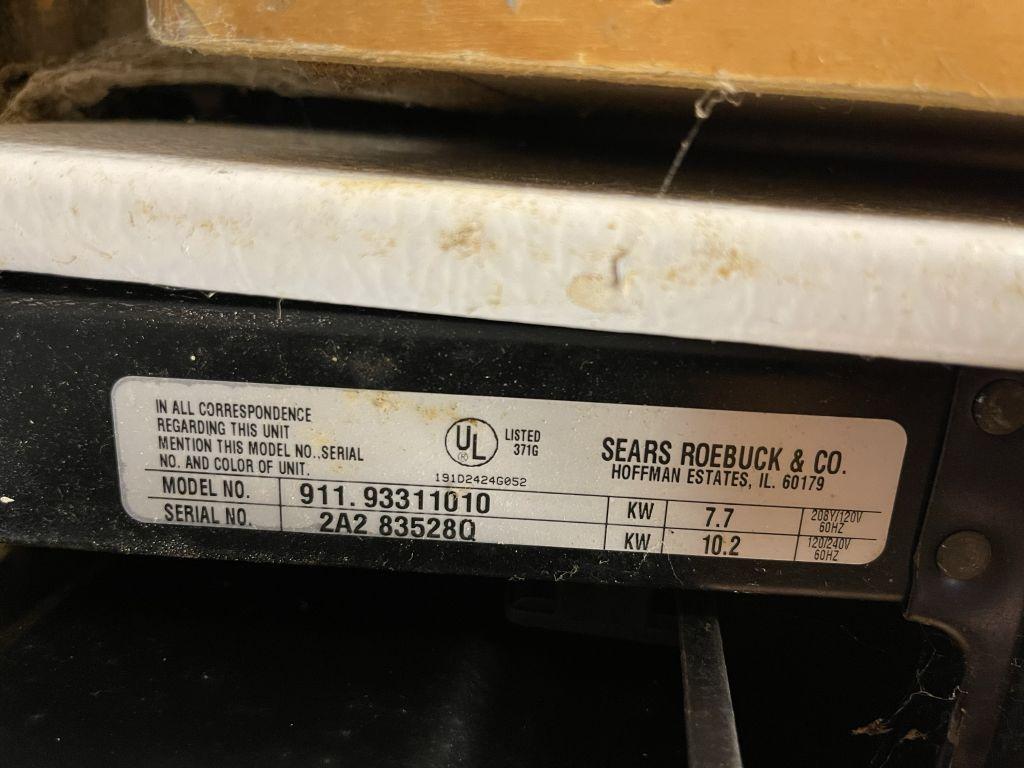 IN ALL CORRESPONDENCE
REGARDING THIS UNIT
MENTION THIS MODEL NO.,SERIAL
NO. AND COLOR OF UNIT.
UL
®
LISTED
371G
191D2424G052
SEARS ROEBUCK & CO.
HOFFMAN ESTATES, IL. 60179
MODEL NO. 911.93311010 KW 7.7 208Y/120V 60HZ
SERIAL NO. 2A2 83528Q KW 10.2 120/240V 60HZ